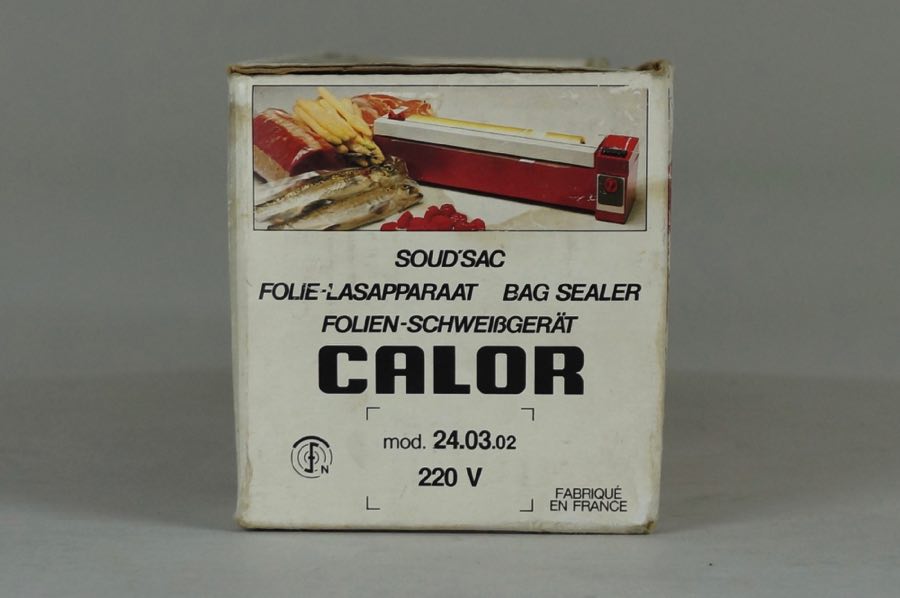 SOUD'SAC
FOLIE-LASAPPARAAT BAG SEALER
FOLIEN-SCHWEIßGERÄT
CALOR
mod. 24.03.02
220 V
N
FABRIQUÉ
EN FRANCE